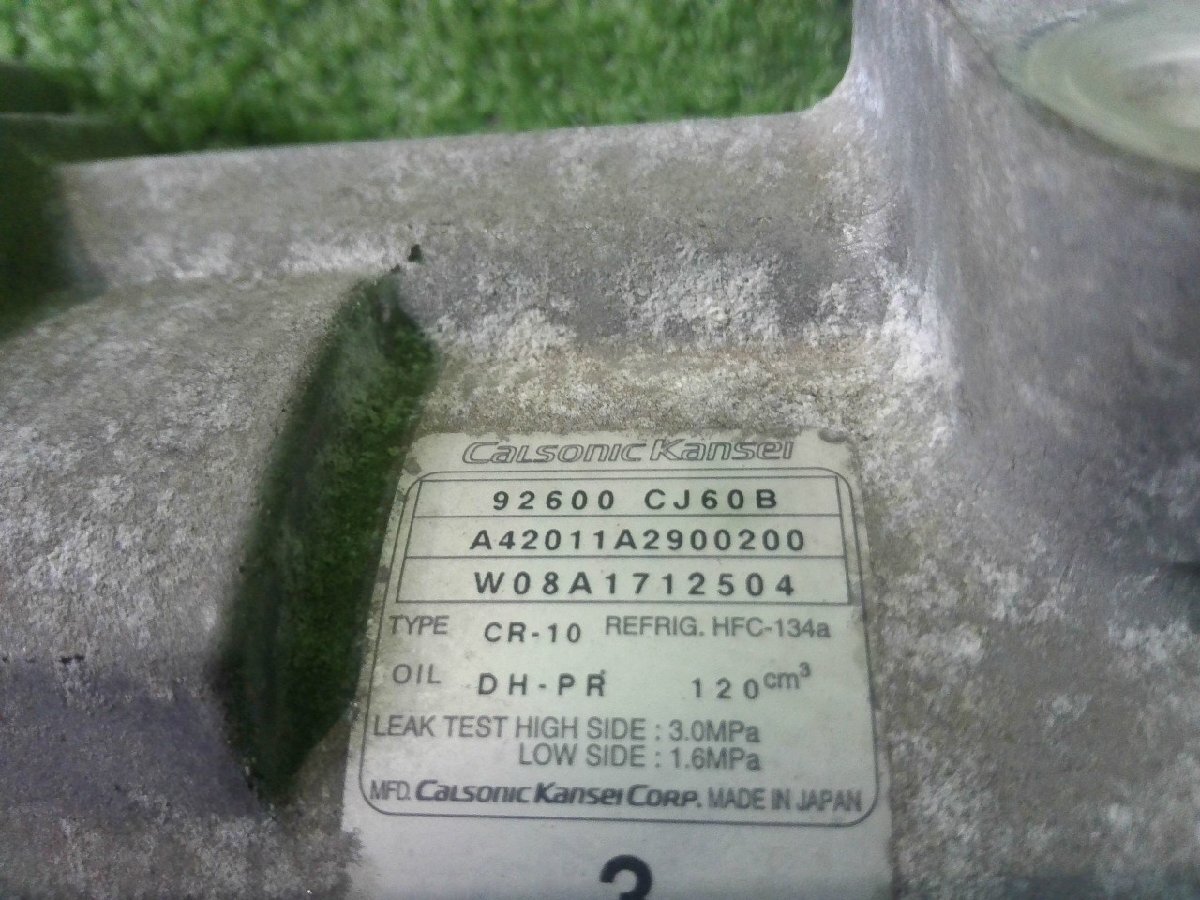 Calsonic Kansei
92600 CJ60B
A42011A2900200
W08A1712504
TYPE CR-10 REFRIG. HFC-134a
OIL DH-PR 120cm³
LEAK TEST HIGH SIDE : 3.0MPa
LOW SIDE : 1.6MPa
MFD. Calsonic Kansei Corp. MADE IN JAPAN